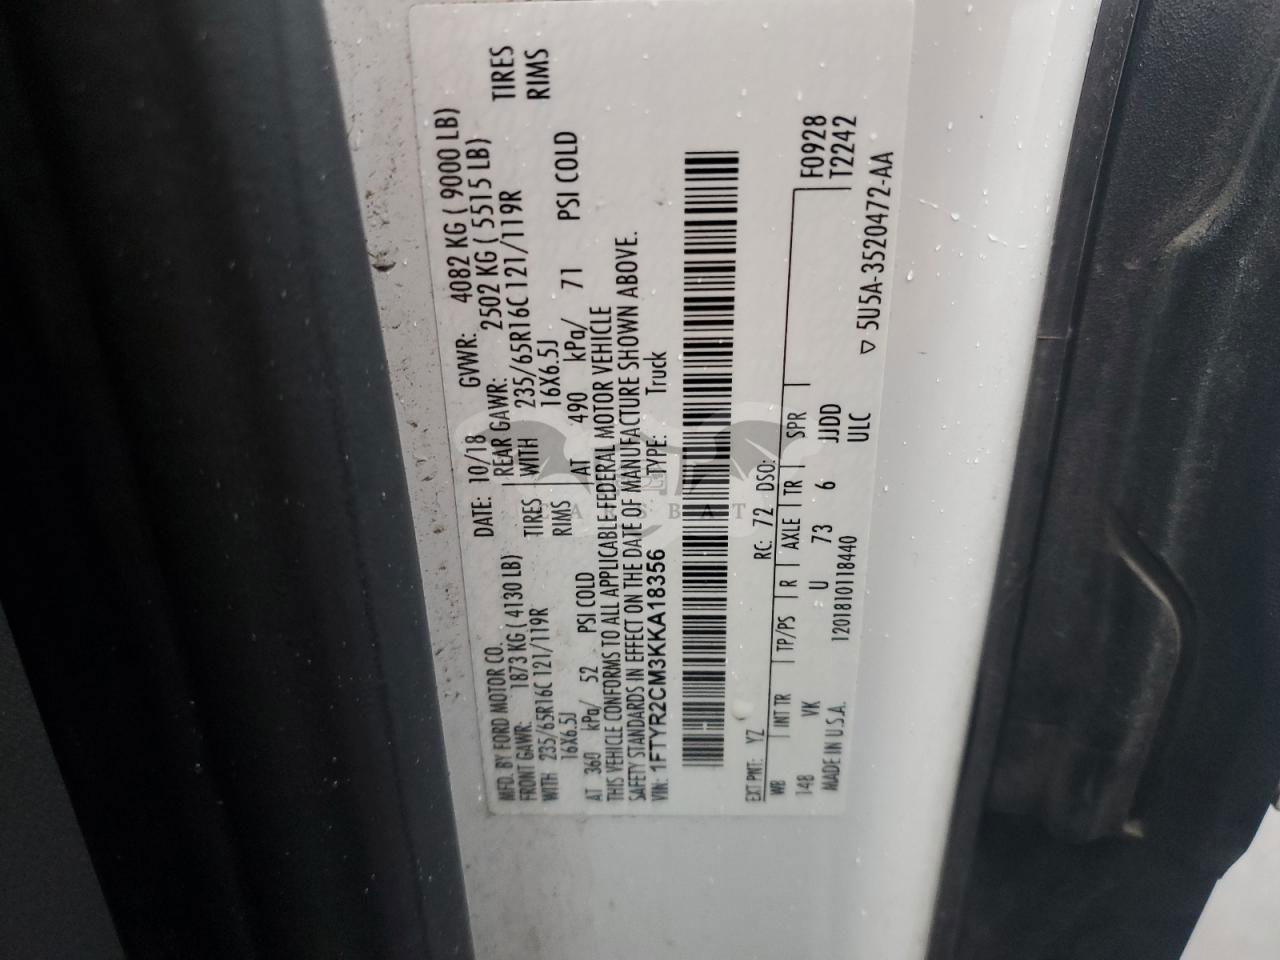 MFD. BY FORD MOTOR CO.
DATE: 10/18 GVWR: 4082 KG ( 9000 LB)
FRONT GAWR: 1873 KG ( 4130 LB)
REAR GAWR: 2502 KG ( 5515 LB)
WITH 235/65R16C 121/119R TIRES
WITH 235/65R16C 121/119R TIRES
16X6.5J RIMS
16X6.5J RIMS
AT 360 kPa/ 52 PSI COLD
AT 490 kPa/ 71 PSI COLD
THIS VEHICLE CONFORMS TO ALL APPLICABLE FEDERAL MOTOR VEHICLE
SAFETY STANDARDS IN EFFECT ON THE DATE OF MANUFACTURE SHOWN ABOVE.
VIN: 1FTYR2CM3KKA18356 TYPE: Truck
EXT PNT: YZ RC: 72 DSO:
WB INT TR TP/PS R AXLE TR SPR F0928
148 VK U 73 6 JJDD T2242
MADE IN U.S.A. 1201810118440 ULC
▽ 5U5A-3520472-AA
CARSBAT